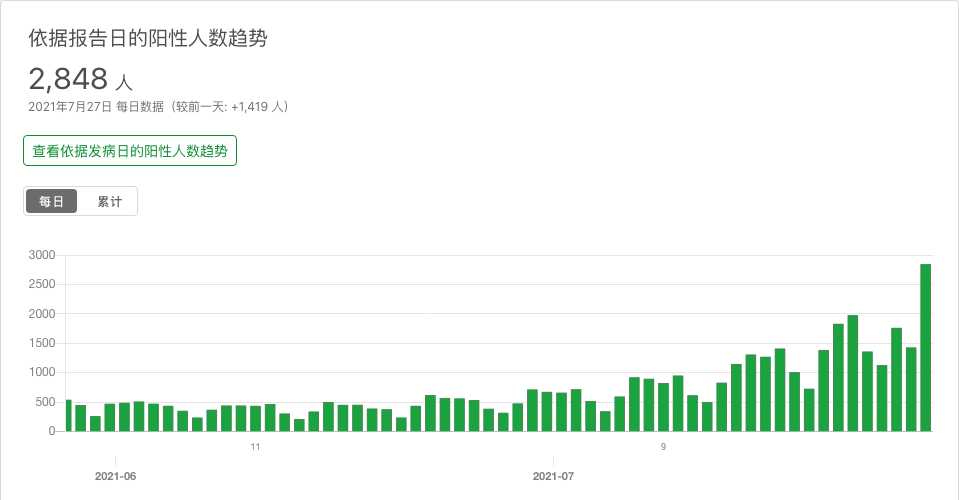 依据报告日的阳性人数趋势
2,848 人
2021年7月27日 每日数据（较前一天: +1,419 人）
查看依据发病日的阳性人数趋势
每日 累计
3000
2500
2000
1500
1000
500
0
11 9
2021-06 2021-07